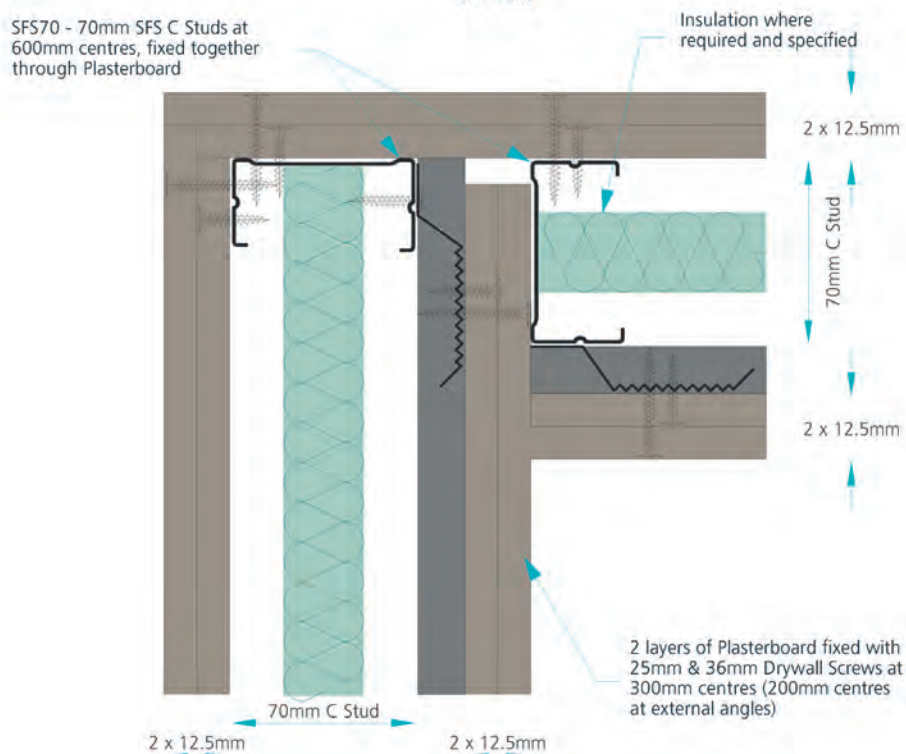 SFS70 - 70mm SFS C Studs at
600mm centres, fixed together
through Plasterboard
Insulation where
required and specified
2 x 12.5mm
70mm C Stud
2 x 12.5mm
2 layers of Plasterboard fixed with
25mm & 36mm Drywall Screws at
300mm centres (200mm centres
at external angles)
70mm C Stud
2 x 12.5mm
2 x 12.5mm